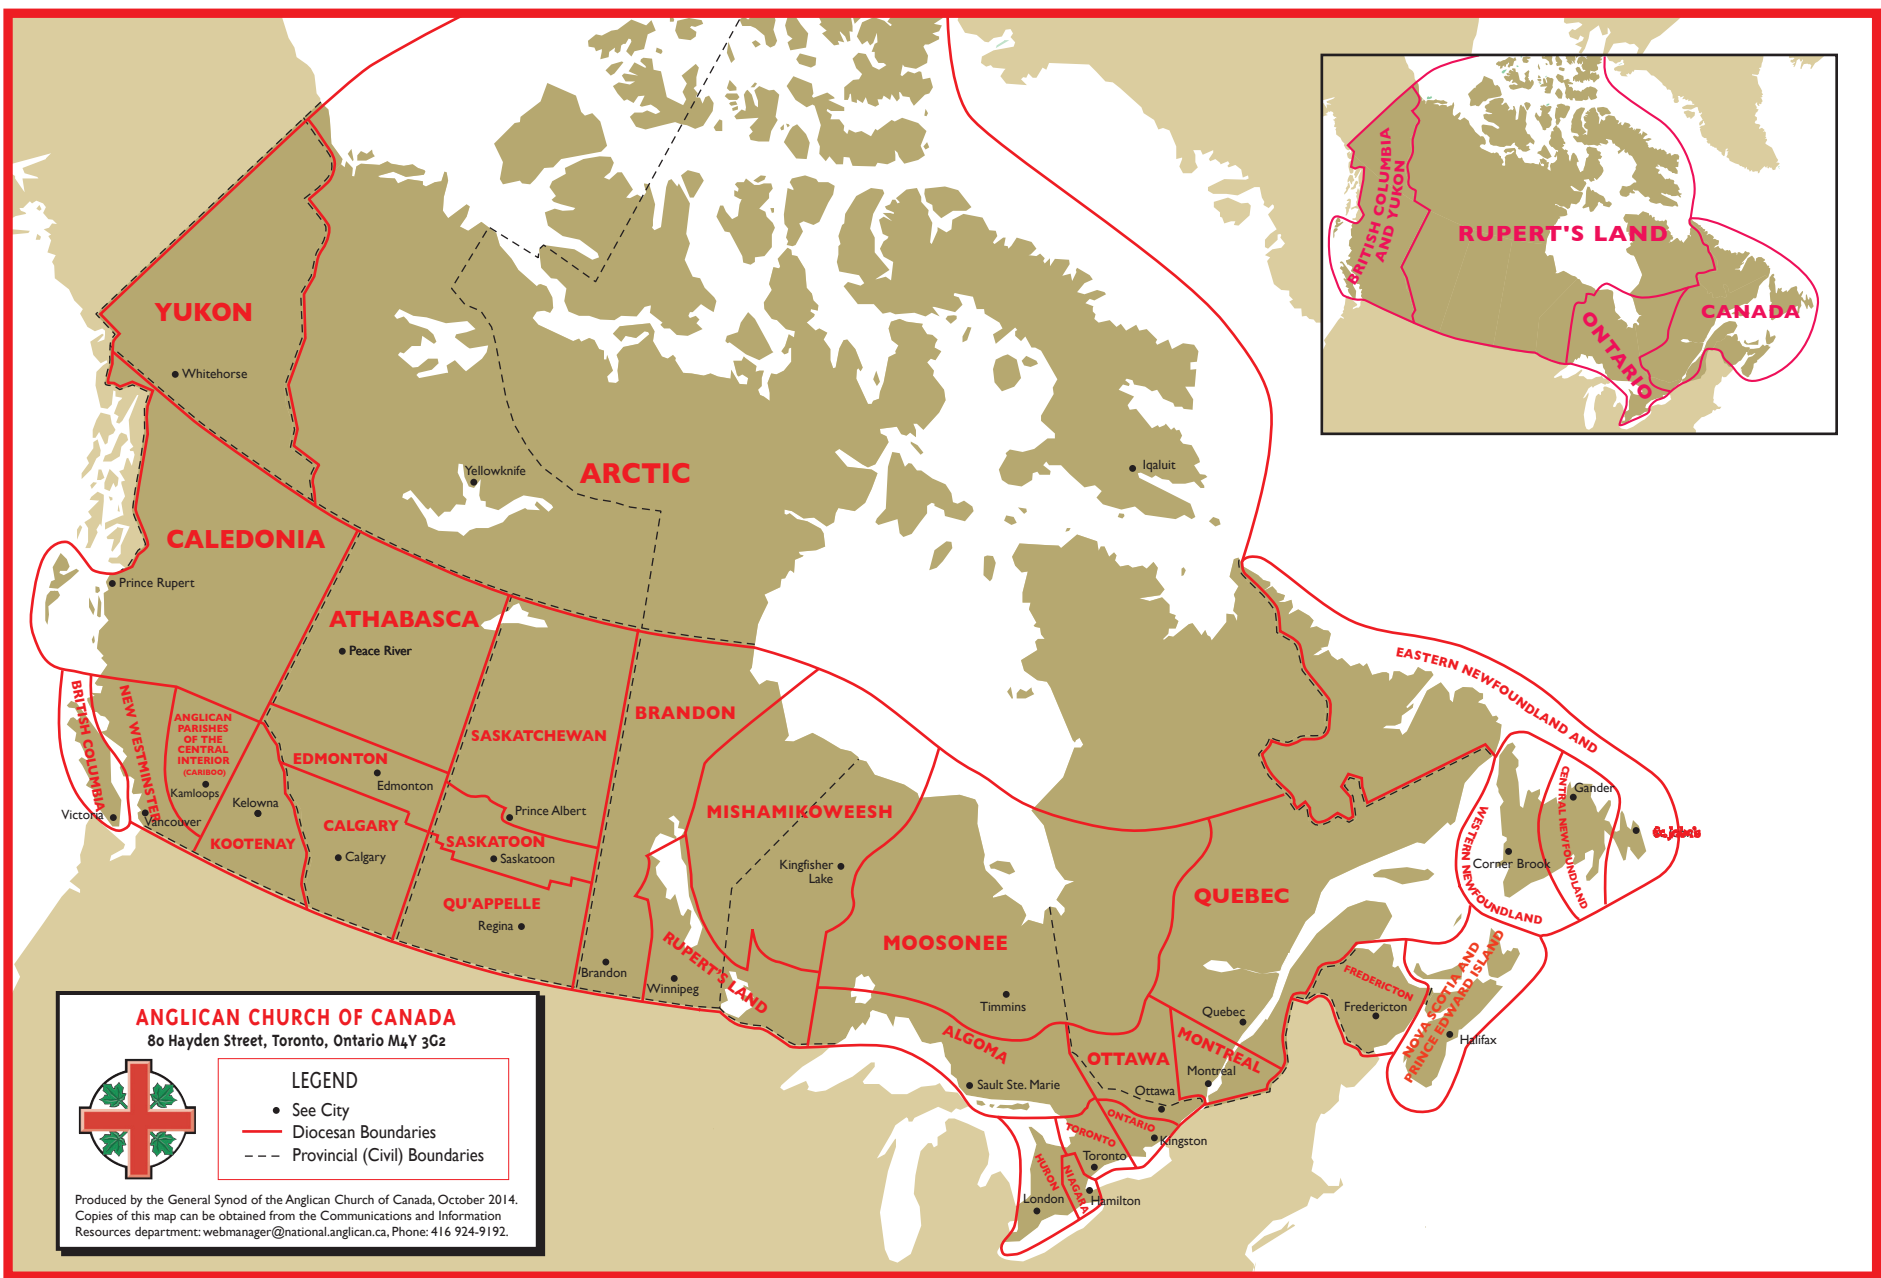 YUKON
Whitehorse
CALEDONIA
Prince Rupert
ARCTIC
Yellowknife
Iqaluit
ATHABASCA
Peace River
BRITISH COLUMBIA
Victoria
NEW WESTMINSTER
Vancouver
ANGLICAN
PARISHES
OF THE
CENTRAL
INTERIOR
(CARIBOO)
Kamloops
Kelowna
KOOTENAY
EDMONTON
Edmonton
CALGARY
Calgary
SASKATCHEWAN
Prince Albert
SASKATOON
Saskatoon
QU'APPELLE
Regina
BRANDON
Brandon
RUPERT'S LAND
Winnipeg
MISHAMIKOWEESH
Kingfisher
Lake
MOOSONEE
Timmins
ALGOMA
Sault Ste. Marie
QUEBEC
Quebec
MONTREAL
Montreal
OTTAWA
Ottawa
ONTARIO
Kingston
TORONTO
Toronto
HURON
London
NIAGARA
Hamilton
FREDERICTON
Fredericton
NOVA SCOTIA AND
PRINCE EDWARD ISLAND
Halifax
WESTERN NEWFOUNDLAND
Corner Brook
CENTRAL NEWFOUNDLAND
Gander
EASTERN NEWFOUNDLAND AND
St. John's
BRITISH COLUMBIA
AND YUKON
RUPERT'S LAND
ONTARIO
CANADA
ANGLICAN CHURCH OF CANADA
80 Hayden Street, Toronto, Ontario M4Y 3G2
LEGEND
See City
Diocesan Boundaries
Provincial (Civil) Boundaries
Produced by the General Synod of the Anglican Church of Canada, October 2014.
Copies of this map can be obtained from the Communications and Information
Resources department: webmanager@national.anglican.ca, Phone: 416 924-9192.